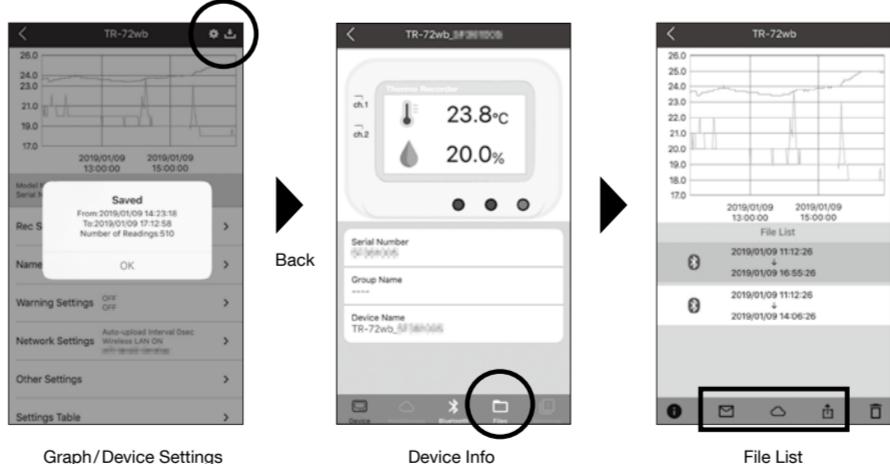 TR-72wb
26.0
24.0
23.0
21.0
19.0
17.0
2019/01/09 2019/01/09
13:00:00 15:00:00
Saved
From:2019/01/09 14:23:18
To:2019/01/09 17:12:58
Number of Readings:510
OK
Rec S
Name
Warning Settings OFF
OFF
Network Settings Auto-upload Interval 0sec
Wireless LAN ON
Other Settings
Settings Table
Graph/Device Settings
Back
TR-72wb_
Thermo Recorder
ch.1
23.8°C
ch.2
20.0%
Serial Number
Group Name
----
Device Name
TR-72wb_
Device
Bluetooth
Files
Device Info
TR-72wb
26.0
25.0
24.0
23.0
22.0
21.0
20.0
19.0
18.0
17.0
2019/01/09 2019/01/09
13:00:00 15:00:00
File List
2019/01/09 11:12:26
↓
2019/01/09 16:55:26
2019/01/09 11:12:26
↓
2019/01/09 14:06:26
File List